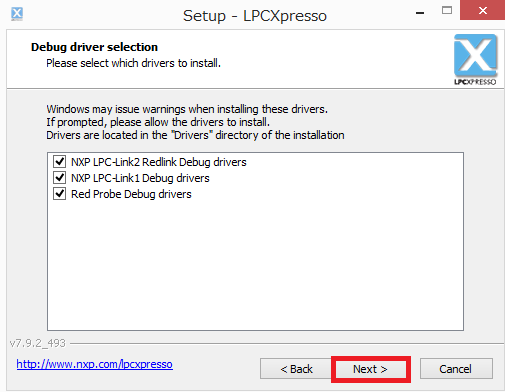 Setup - LPCXpresso
Debug driver selection
Please select which drivers to install.
LPCXPRESSO
Windows may issue warnings when installing these drivers.
If prompted, please allow the drivers to install.
Drivers are located in the "Drivers" directory of the installation
NXP LPC-Link2 Redlink Debug drivers
NXP LPC-Link1 Debug drivers
Red Probe Debug drivers
v7.9.2_493
http://www.nxp.com/lpcxpresso
< Back
Next >
Cancel